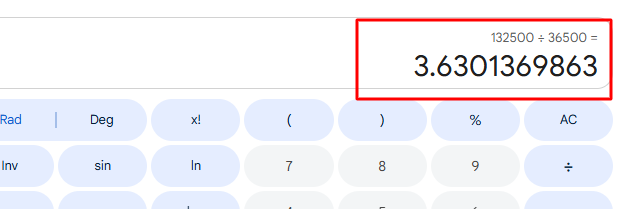 132500 ÷ 36500 =
3.6301369863
Rad | Deg x! ( ) % AC
Inv sin ln 7 8 9 ÷